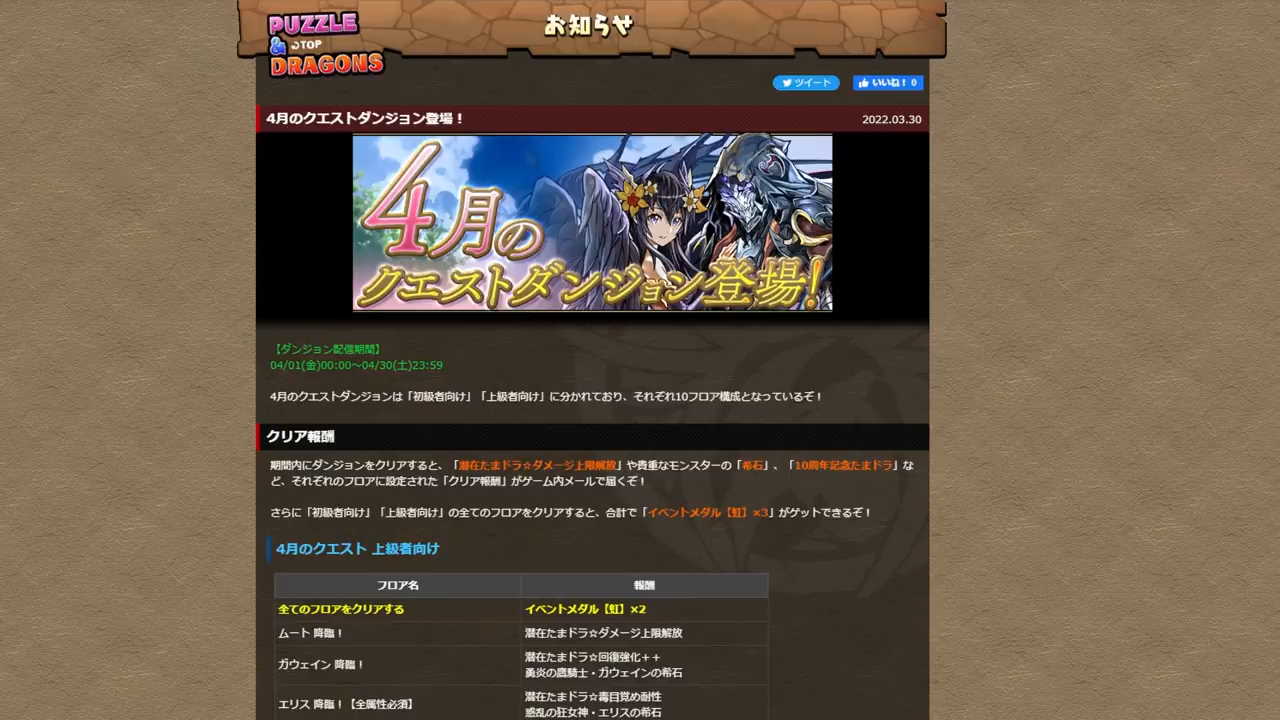 PUZZLE
& TOP
DRAGONS
お知らせ
ツイート
いいね！ 0
4月のクエストダンジョン登場！
2022.03.30
4月の
クエストダンジョン登場！
【ダンジョン配信期間】
04/01(金)00:00～04/30(土)23:59
4月のクエストダンジョンは「初級者向け」「上級者向け」に分かれており、それぞれ10フロア構成となっているぞ！
クリア報酬
期間内にダンジョンをクリアすると、「潜在たまドラ☆ダメージ上限解放」や貴重なモンスターの「希石」、「10周年記念たまドラ」な
ど、それぞれのフロアに設定された「クリア報酬」がゲーム内メールで届くぞ！
さらに「初級者向け」「上級者向け」の全てのフロアをクリアすると、合計で「イベントメダル【虹】×3」がゲットできるぞ！
4月のクエスト 上級者向け
フロア名
報酬
全てのフロアをクリアする
イベントメダル【虹】×2
ムート 降臨！
潜在たまドラ☆ダメージ上限解放
ガウェイン 降臨！
潜在たまドラ☆回復強化＋＋
勇炎の鷹騎士・ガウェインの希石
エリス 降臨！【全属性必須】
潜在たまドラ☆毒目覚め耐性
惑乱の狂女神・エリスの希石